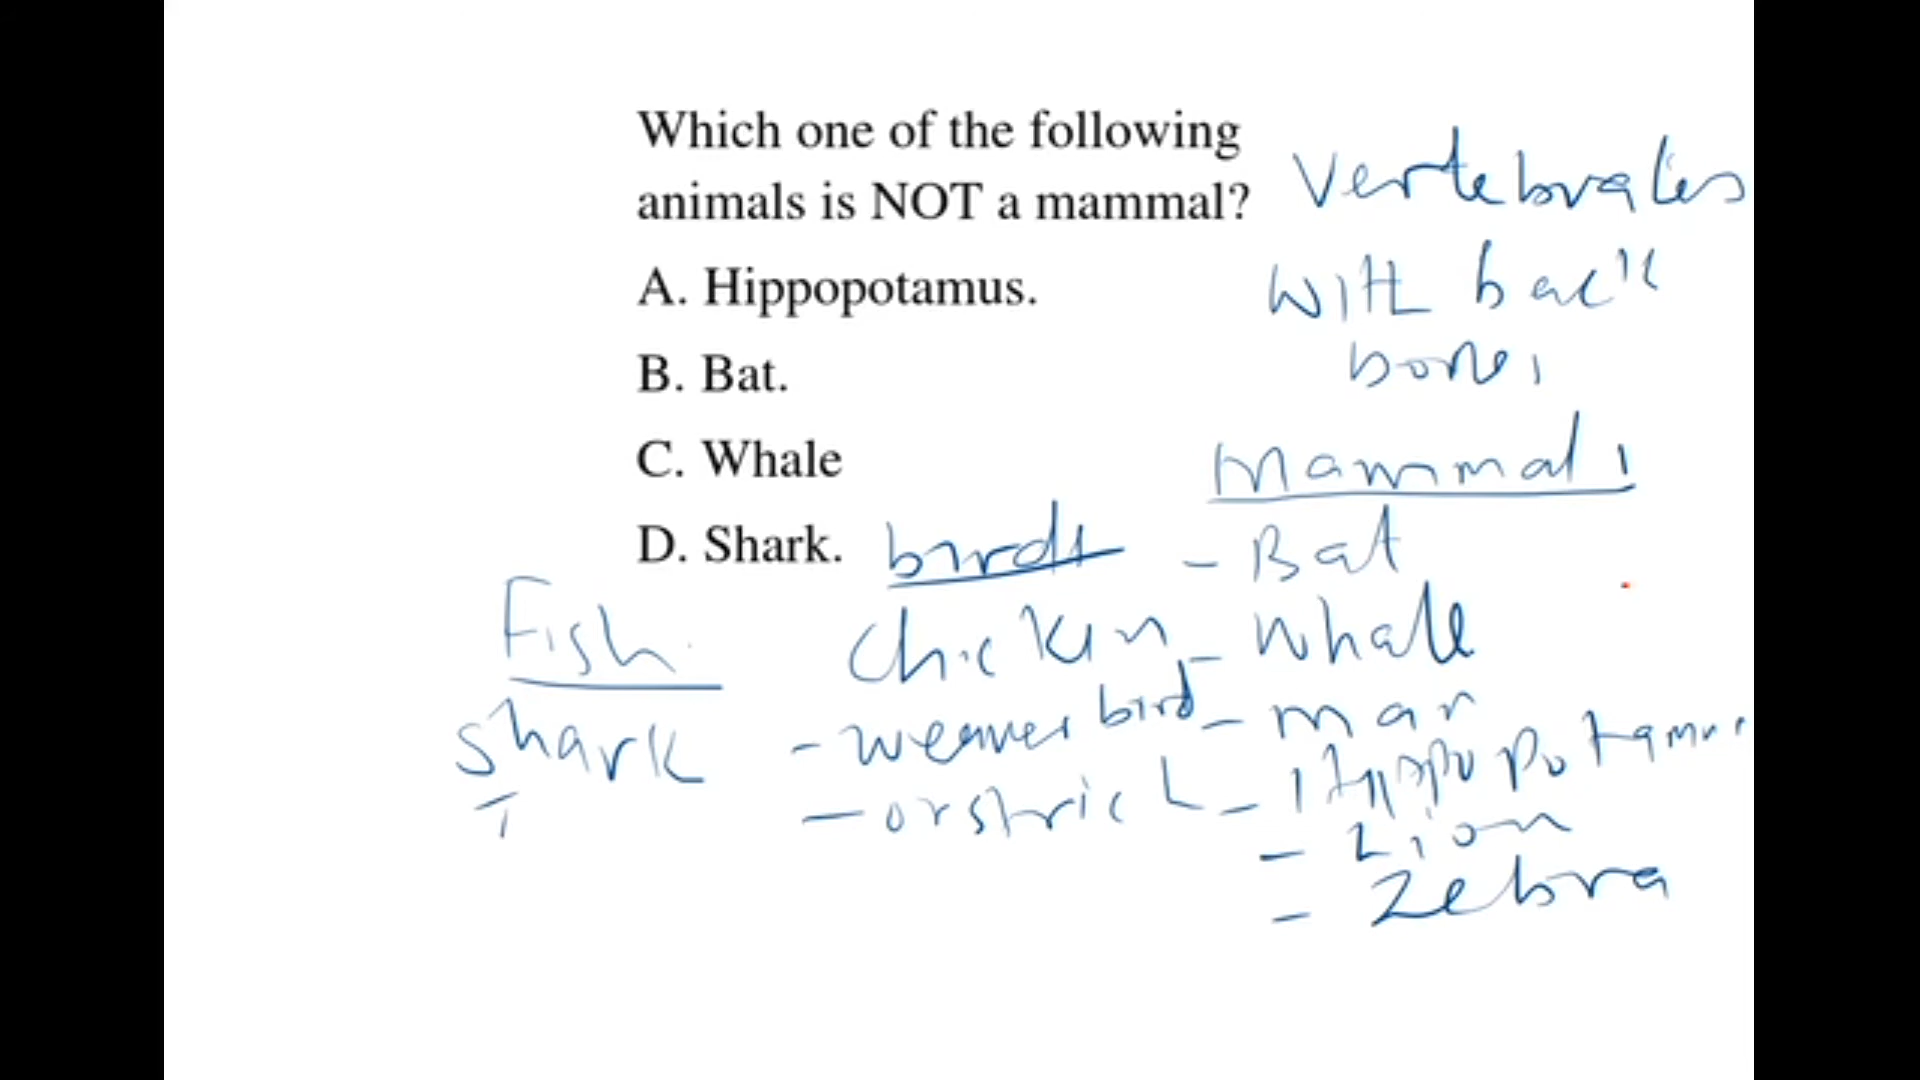 Which one of the following
animals is NOT a mammal?
A. Hippopotamus.
B. Bat.
C. Whale
D. Shark.
Vertebrates
with back
bones
Mammals
- Bat
- Whale
- man
- Hippopotamus
- Lion
- Zebra
birds
Chicken
- weaver bird
- orstrich
Fish
shark